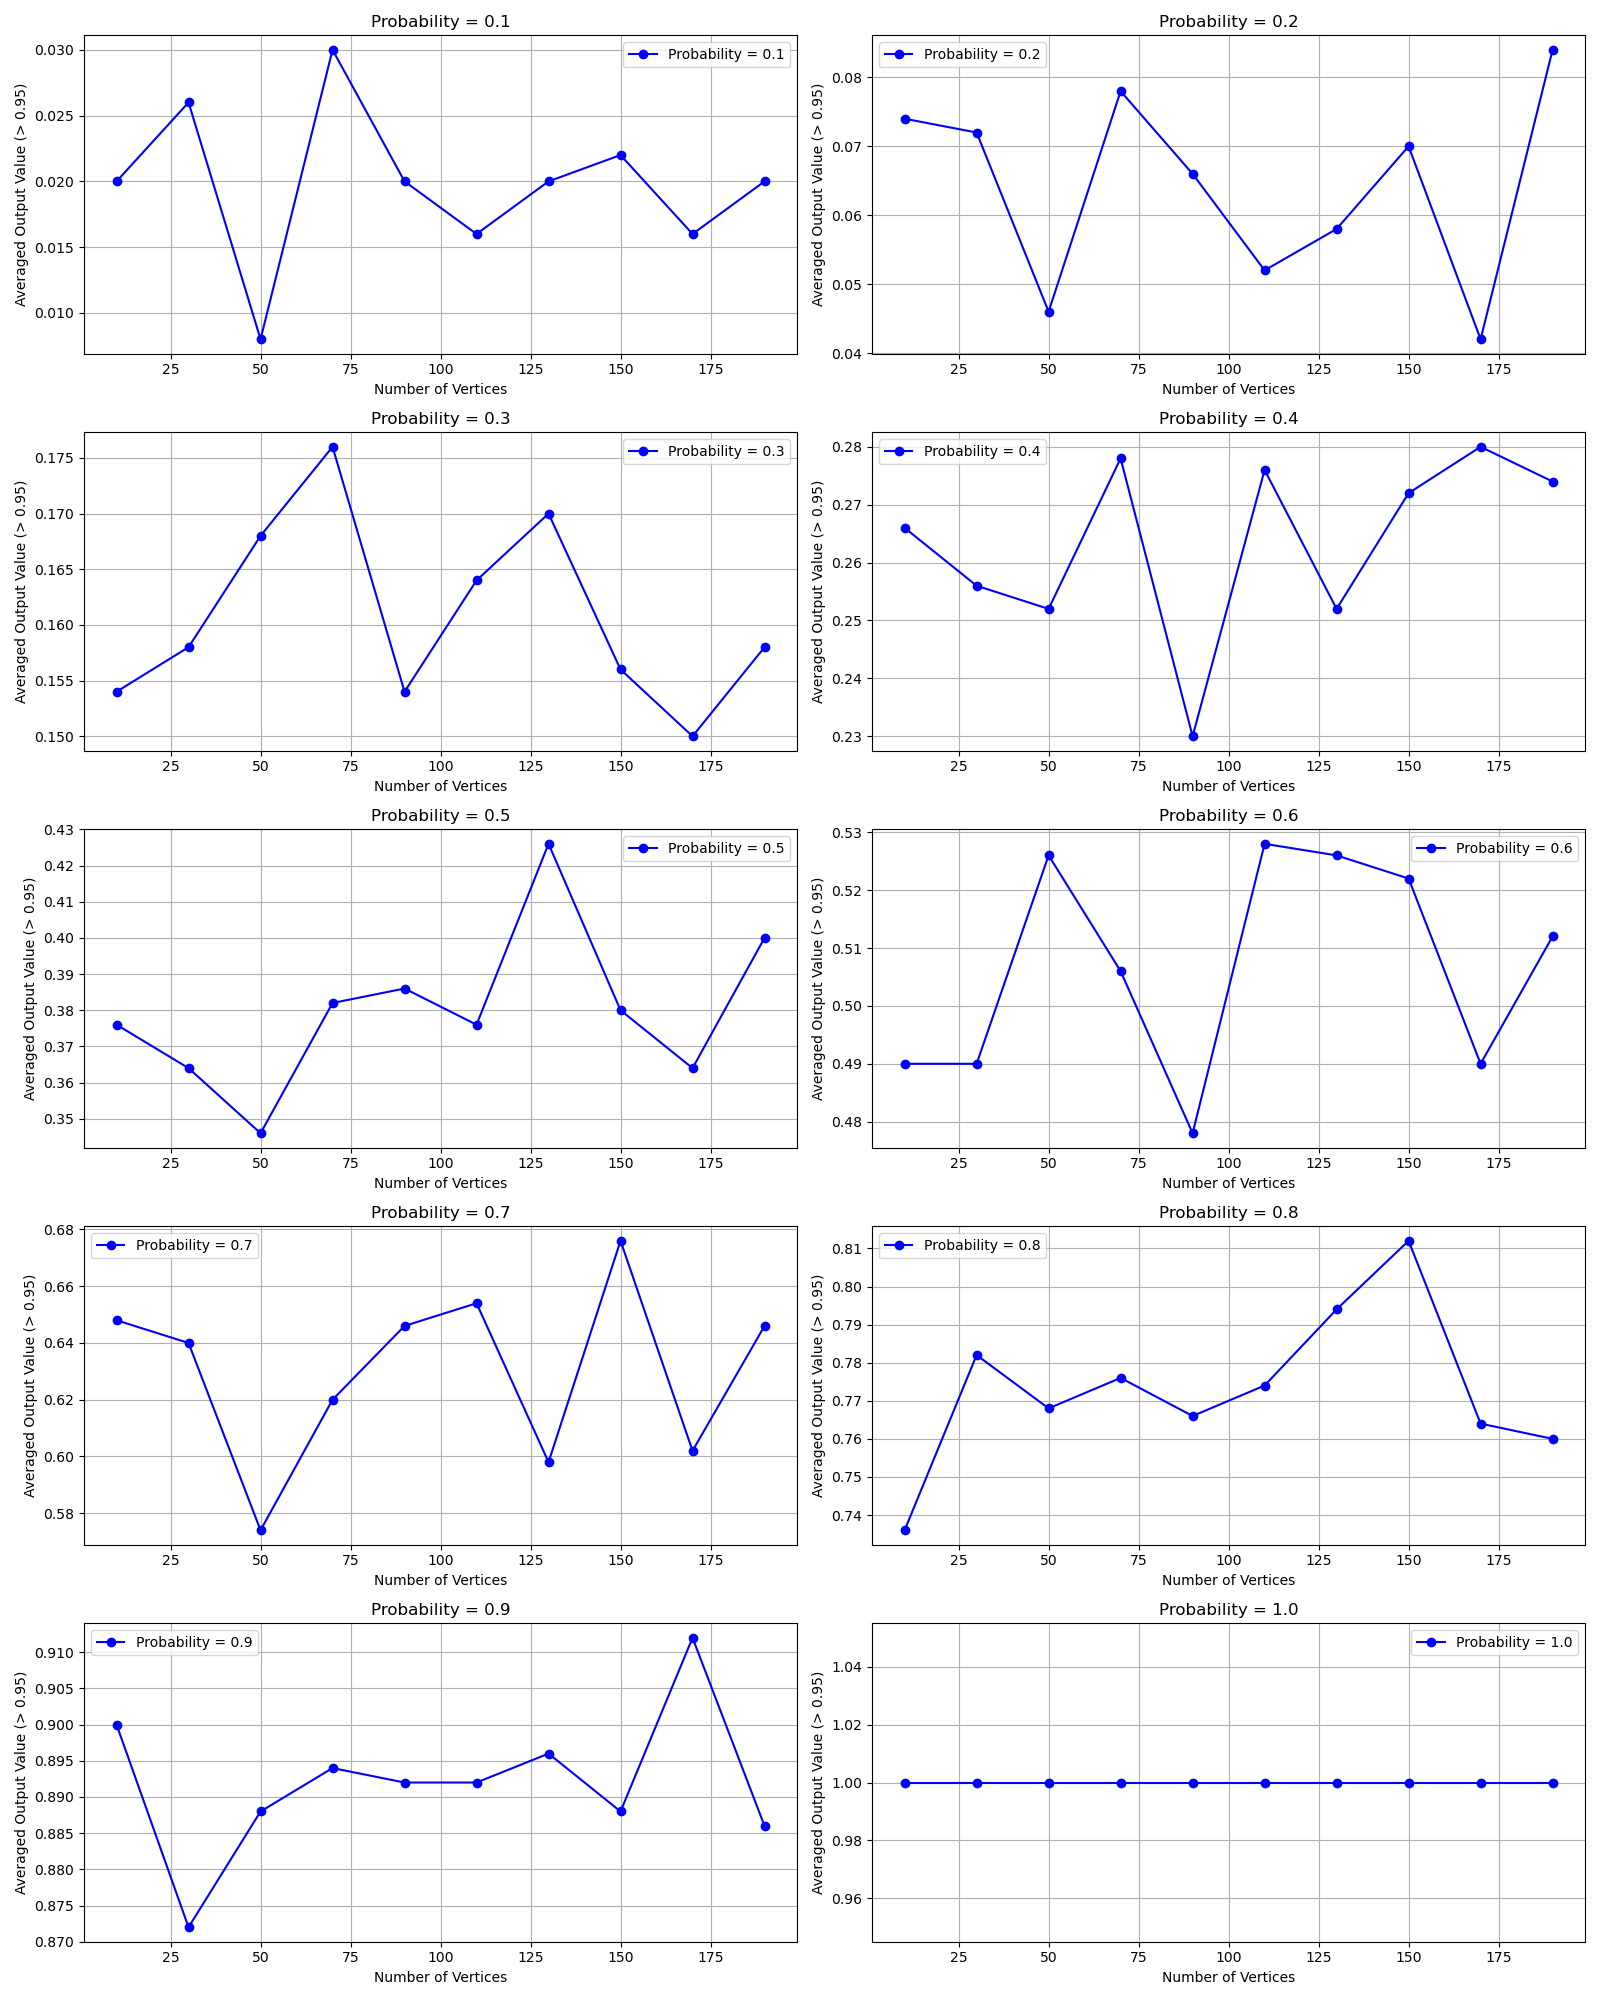 Probability = 0.1
Probability = 0.1
Averaged Output Value (> 0.95)
0.030
0.025
0.020
0.015
0.010
25 50 75 100 125 150 175
Number of Vertices
Probability = 0.2
Probability = 0.2
Averaged Output Value (> 0.95)
0.08
0.07
0.06
0.05
0.04
25 50 75 100 125 150 175
Number of Vertices
Probability = 0.3
Probability = 0.3
Averaged Output Value (> 0.95)
0.175
0.170
0.165
0.160
0.155
0.150
25 50 75 100 125 150 175
Number of Vertices
Probability = 0.4
Probability = 0.4
Averaged Output Value (> 0.95)
0.28
0.27
0.26
0.25
0.24
0.23
25 50 75 100 125 150 175
Number of Vertices
Probability = 0.5
Probability = 0.5
Averaged Output Value (> 0.95)
0.43
0.42
0.41
0.40
0.39
0.38
0.37
0.36
0.35
25 50 75 100 125 150 175
Number of Vertices
Probability = 0.6
Probability = 0.6
Averaged Output Value (> 0.95)
0.53
0.52
0.51
0.50
0.49
0.48
25 50 75 100 125 150 175
Number of Vertices
Probability = 0.7
Probability = 0.7
Averaged Output Value (> 0.95)
0.68
0.66
0.64
0.62
0.60
0.58
25 50 75 100 125 150 175
Number of Vertices
Probability = 0.8
Probability = 0.8
Averaged Output Value (> 0.95)
0.81
0.80
0.79
0.78
0.77
0.76
0.75
0.74
25 50 75 100 125 150 175
Number of Vertices
Probability = 0.9
Probability = 0.9
Averaged Output Value (> 0.95)
0.910
0.905
0.900
0.895
0.890
0.885
0.880
0.875
0.870
25 50 75 100 125 150 175
Number of Vertices
Probability = 1.0
Probability = 1.0
Averaged Output Value (> 0.95)
1.04
1.02
1.00
0.98
0.96
25 50 75 100 125 150 175
Number of Vertices